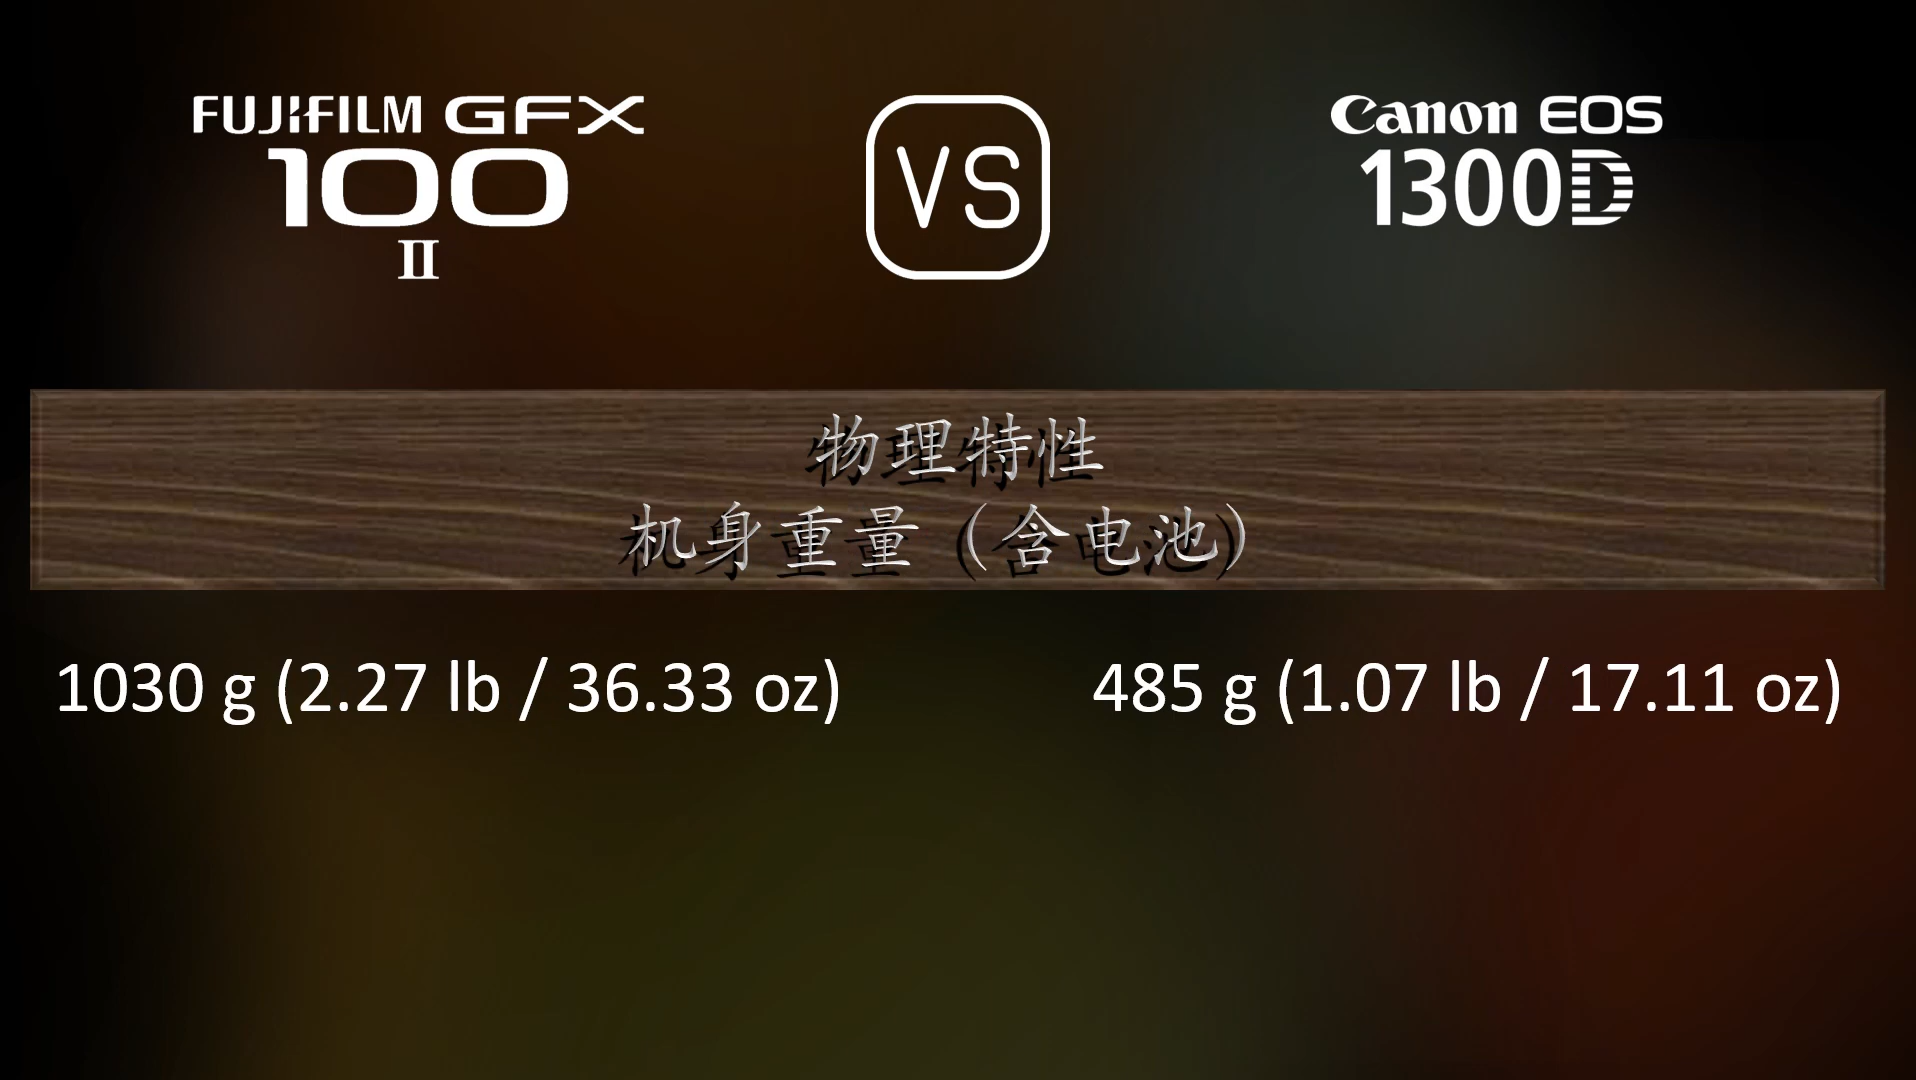 FUJIFILM GFX
100
II
VS
Canon EOS
1300D
物理特性
机身重量（含电池）
1030 g (2.27 lb / 36.33 oz)
485 g (1.07 lb / 17.11 oz)